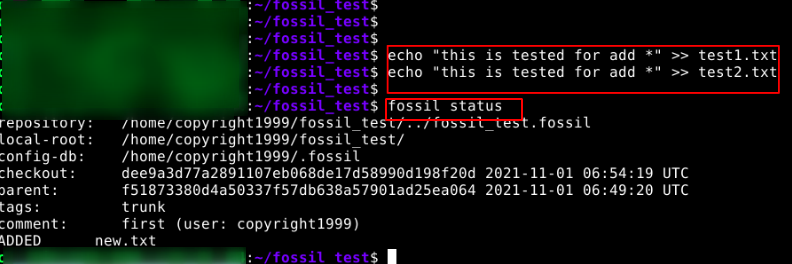 :~/fossil_test$
:~/fossil_test$
:~/fossil_test$
:~/fossil_test$ echo "this is tested for add *" >> test1.txt
:~/fossil_test$ echo "this is tested for add *" >> test2.txt
:~/fossil_test$
:~/fossil_test$ fossil status
repository:   /home/copyright1999/fossil_test/../fossil_test.fossil
local-root:   /home/copyright1999/fossil_test/
config-db:    /home/copyright1999/.fossil
checkout:     dee9a3d77a2891107eb068de17d58990d198f20d 2021-11-01 06:54:19 UTC
parent:       f51873380d4a50337f57db638a57901ad25ea064 2021-11-01 06:49:20 UTC
tags:         trunk
comment:      first (user: copyright1999)
ADDED      new.txt
:~/fossil_test$